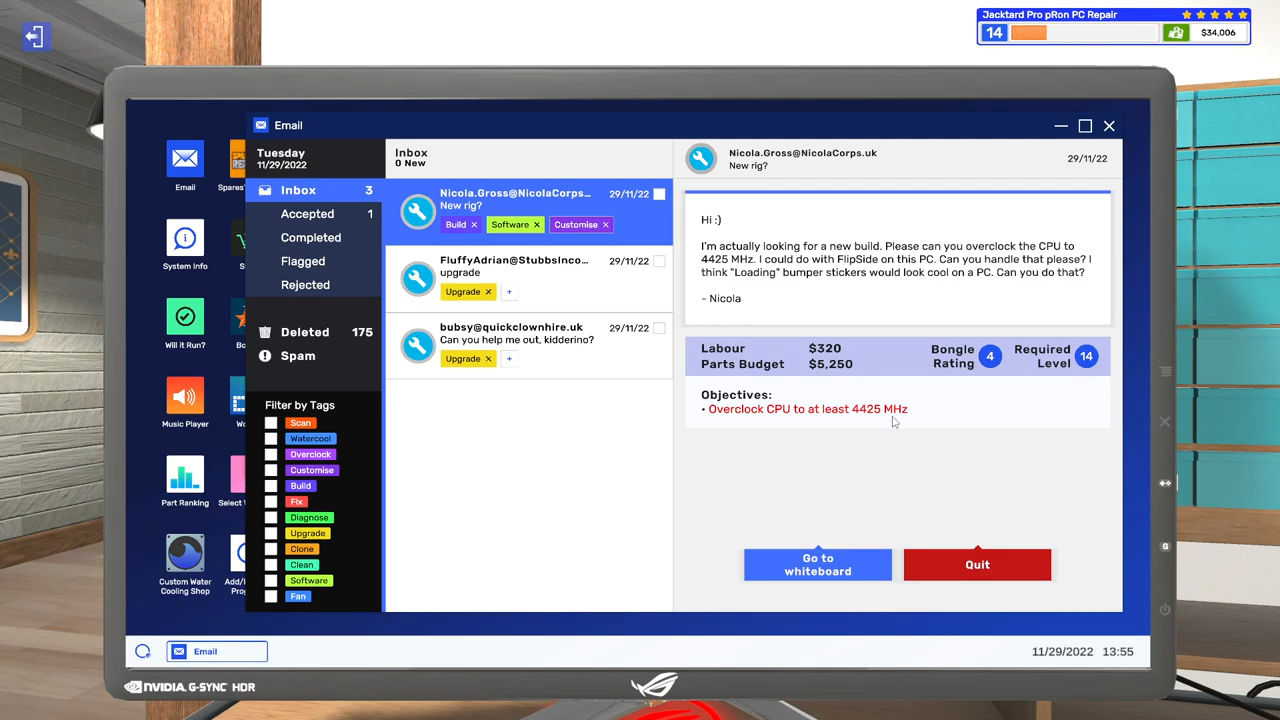 Jacktard Pro pRon PC Repair
14
$34,006
Email
Tuesday
11/29/2022
Inbox 3
Accepted 1
Completed
Flagged
Rejected
Deleted 175
Spam
Filter by Tags
Scan
Watercool
Overclock
Customise
Build
Fix
Diagnose
Upgrade
Clone
Clean
Software
Fan
Inbox
0 New
Nicola.Gross@NicolaCorps... 29/11/22
New rig?
Build × Software × Customise ×
FluffyAdrian@StubbsInco... 29/11/22
upgrade
Upgrade × +
bubsy@quickclownhire.uk 29/11/22
Can you help me out, kidderino?
Upgrade × +
Nicola.Gross@NicolaCorps.uk
New rig?
29/11/22
Hi :)
I'm actually looking for a new build. Please can you overclock the CPU to
4425 MHz. I could do with FlipSide on this PC. Can you handle that please? I
think "Loading" bumper stickers would look cool on a PC. Can you do that?
- Nicola
Labour $320
Parts Budget $5,250
Bongle
Rating 4
Required
Level 14
Objectives:
• Overclock CPU to at least 4425 MHz
Go to
whiteboard
Quit
Email
System Info
Will it Run?
Music Player
Part Ranking
Custom Water
Cooling Shop
Spares
Select
Add/
Prog
Email
11/29/2022 13:55
NVIDIA G-SYNC HDR
G